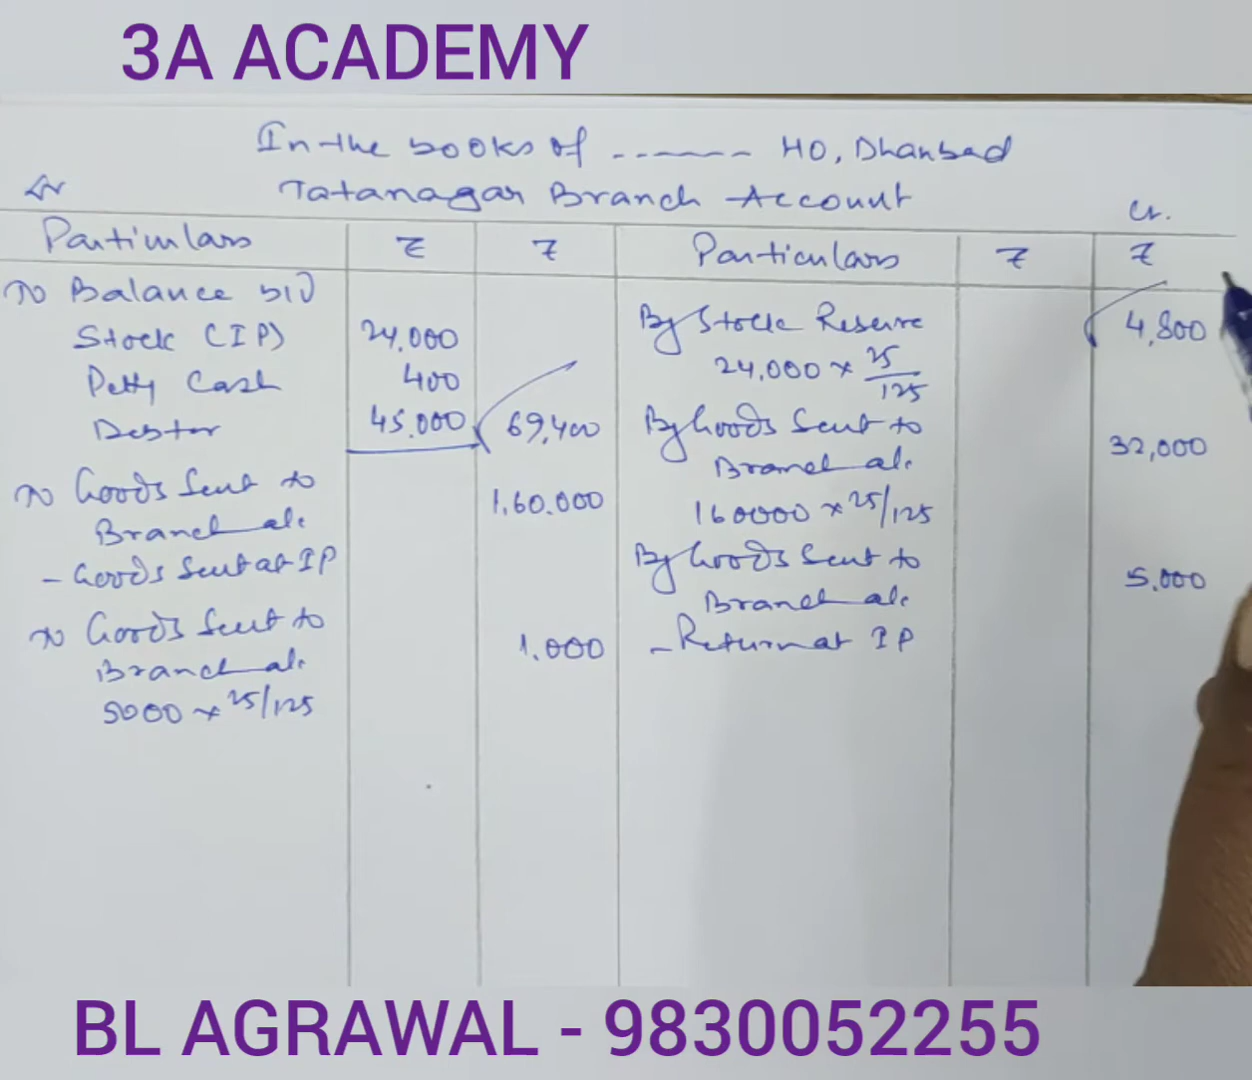 3A ACADEMY
In the books of ------- HO, Dhanbad
Tatanagar Branch Account
Dr
Cr.
Particulars ₹ ₹ Particulars ₹ ₹
To Balance b/d
Stock (IP) 24,000
Petty Cash 400
Debtor 45,000 69,400
To Goods Sent to
Branch a/c 1,60,000
- Goods Sent at IP
To Goods Sent to
Branch a/c 1,000
5000 × 25/125
By Stock Reserve 4,800
24,000 × 25/125
By Goods Sent to
Branch a/c 32,000
160000 × 25/125
By Goods Sent to
Branch a/c 5,000
- Return at IP
BL AGRAWAL - 9830052255